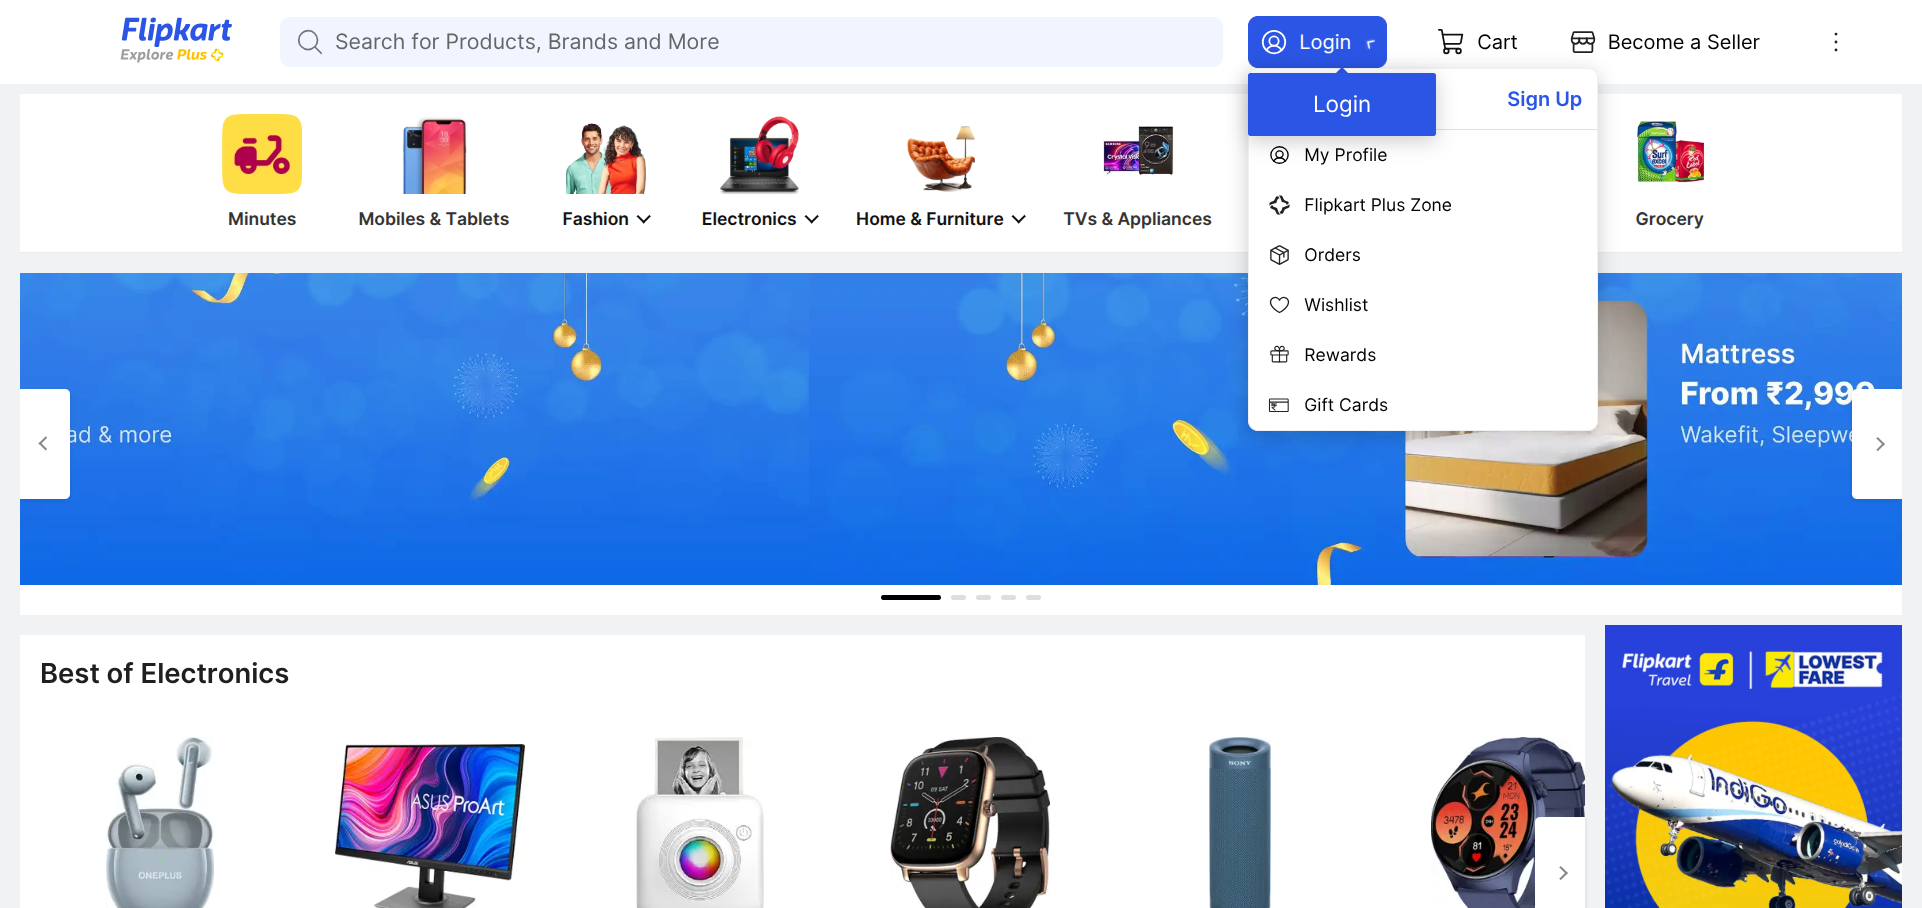 Flipkart
Explore Plus
Search for Products, Brands and More
Login
Cart
Become a Seller
Login
Sign Up
My Profile
Flipkart Plus Zone
Orders
Wishlist
Rewards
Gift Cards
Minutes
Mobiles & Tablets
Fashion
Electronics
Home & Furniture
TVs & Appliances
Grocery
ad & more
Mattress
From ₹2,999
Wakefit, Sleepwe
Best of Electronics
ONEPLUS
ASUS ProArt
SONY
Flipkart
Travel
LOWEST
FARE
IndiGo